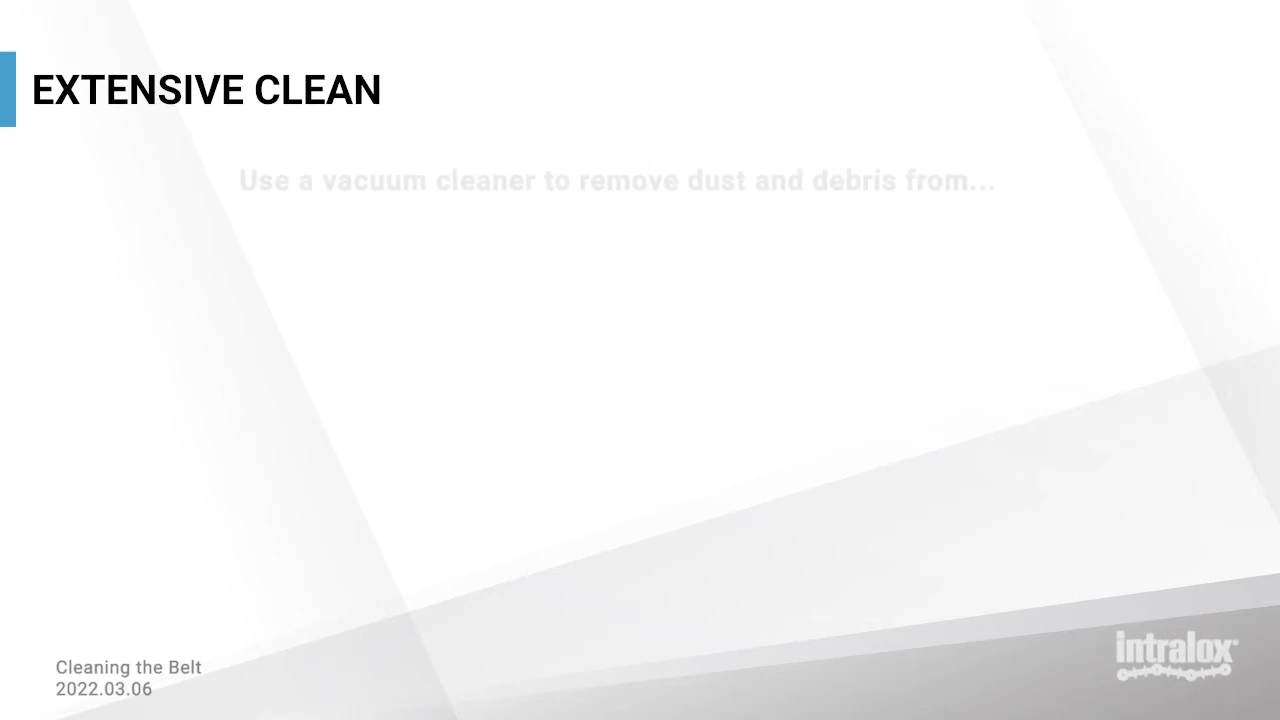 EXTENSIVE CLEAN
Use a vacuum cleaner to remove dust and debris from...
Cleaning the Belt
2022.03.06
intralox